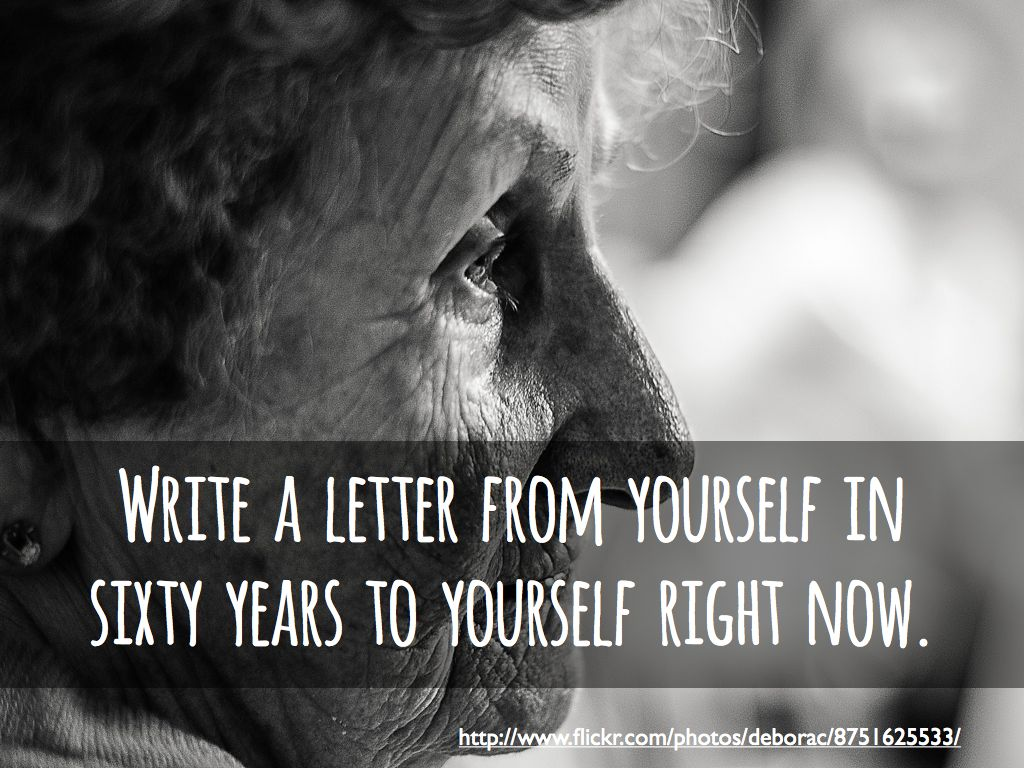 Write a letter from yourself in
sixty years to yourself right now.
http://www.flickr.com/photos/deborac/8751625533/